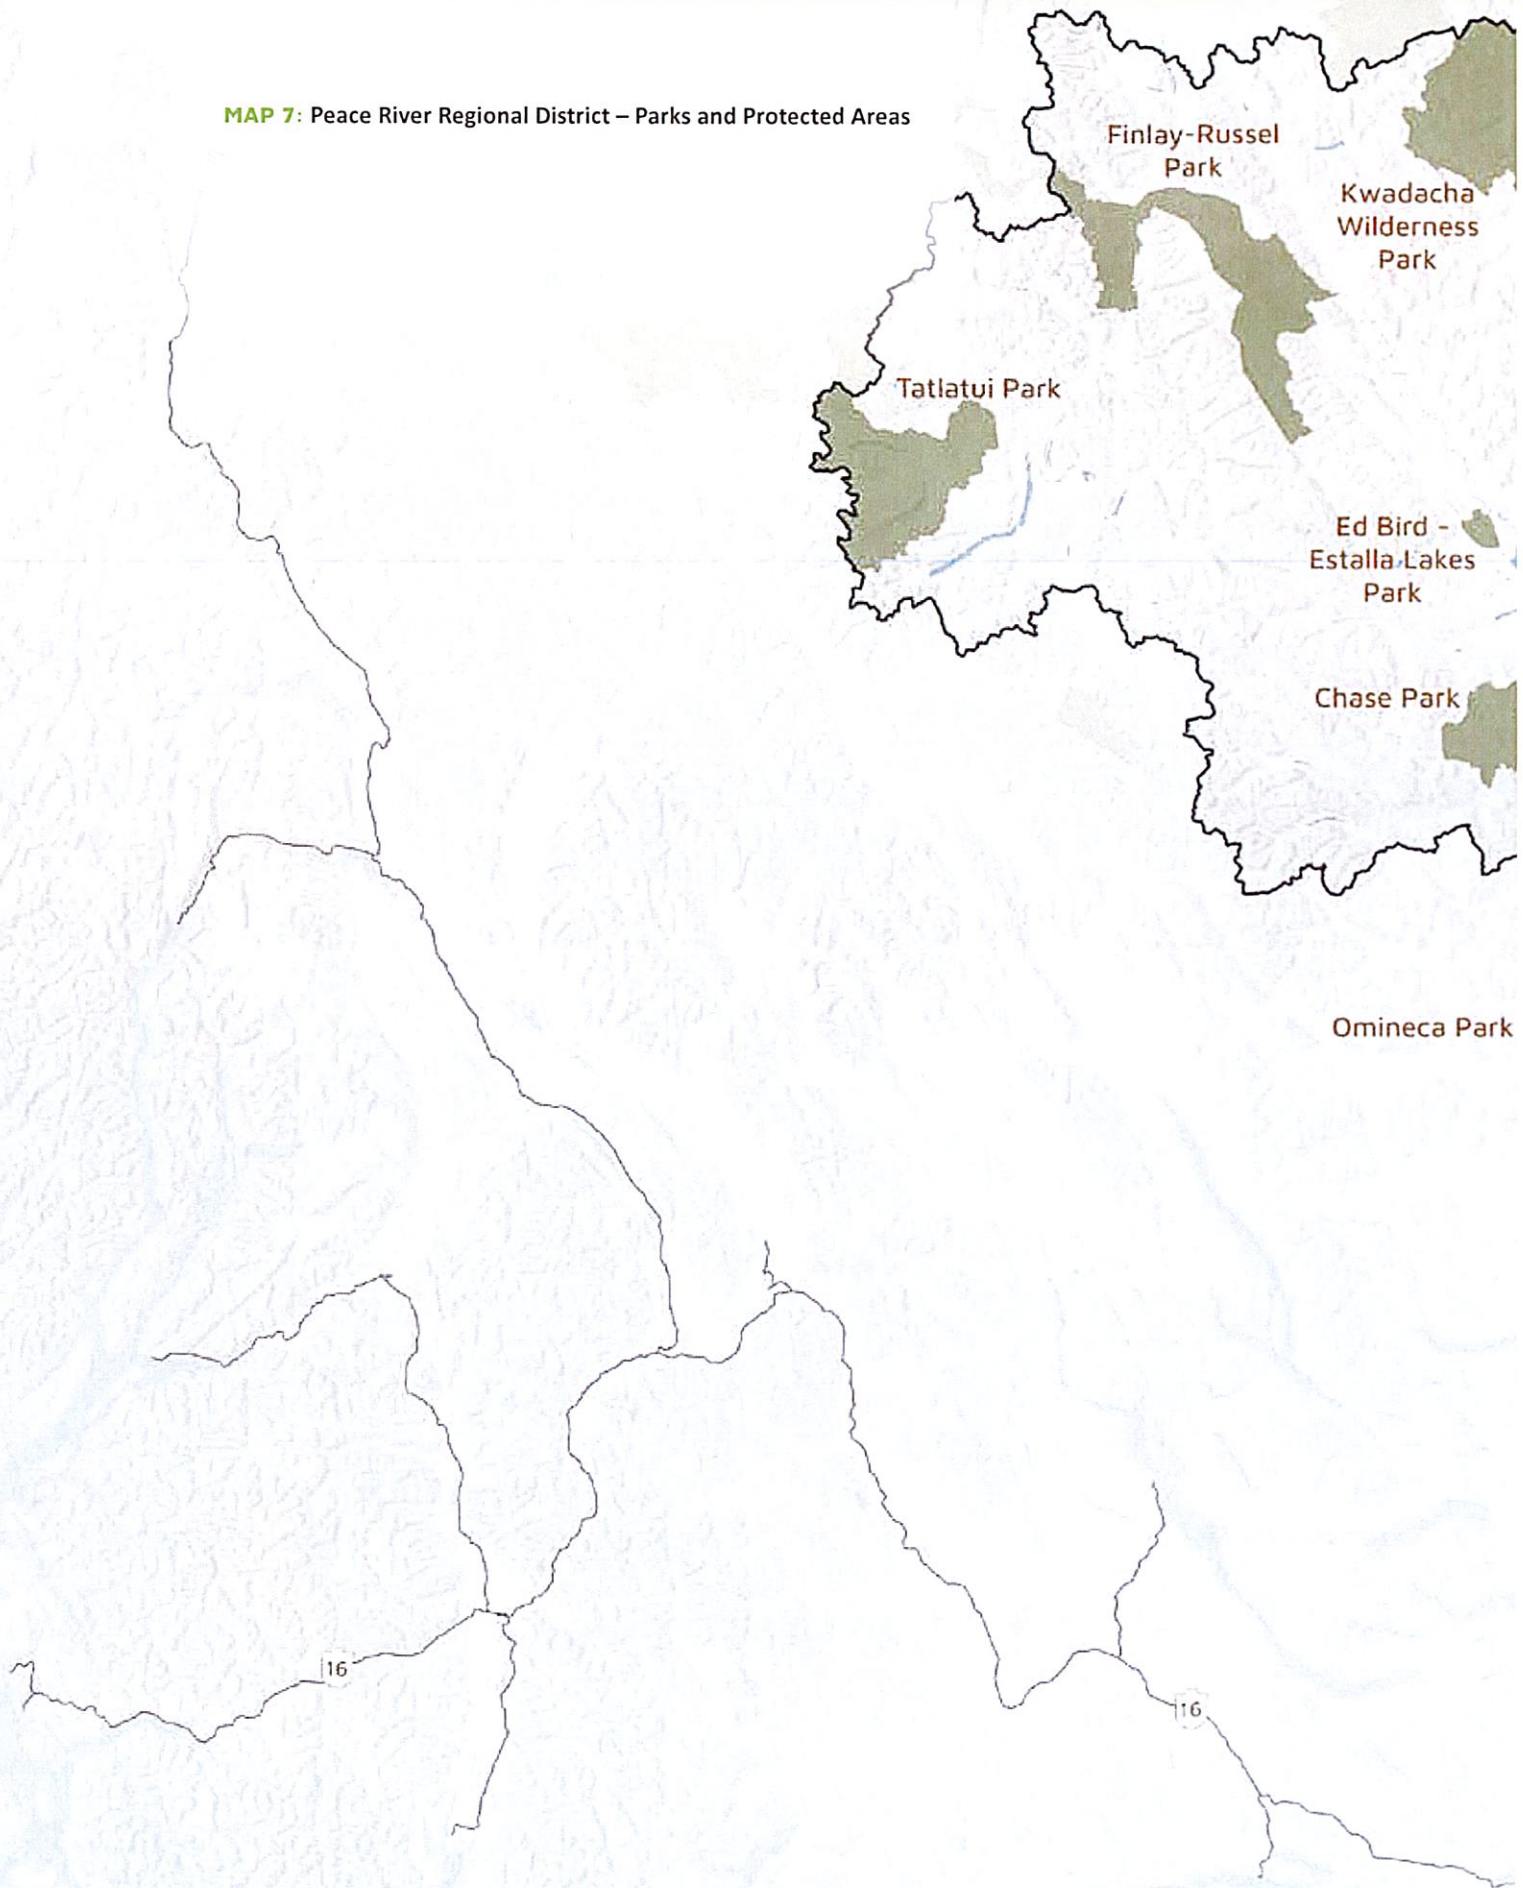 MAP 7: Peace River Regional District – Parks and Protected Areas
Finlay-Russel
Park
Kwadacha
Wilderness
Park
Tatlatui Park
Ed Bird -
Estalla Lakes
Park
Chase Park
Omineca Park
16
16